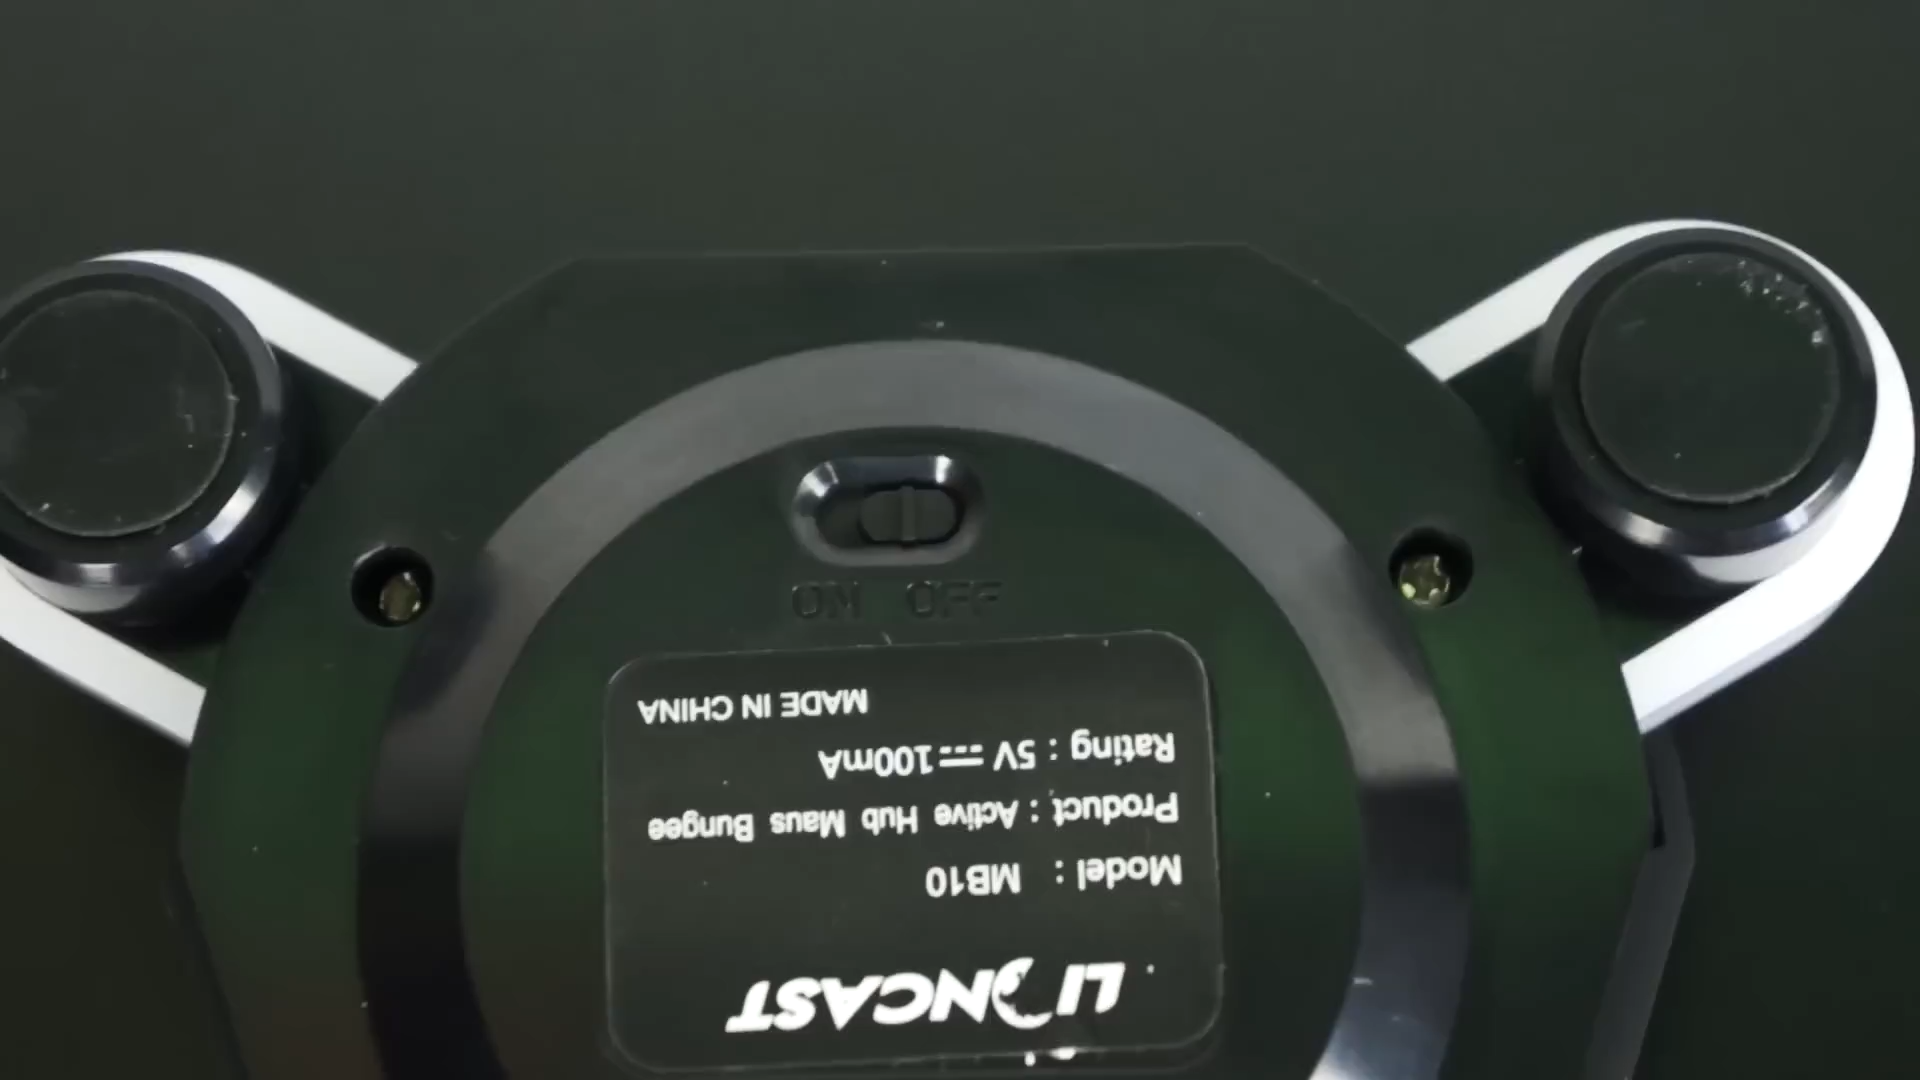 ON OFF
LIONCAST
Model : MB10
Product : Active Hub Maus Bungee
Rating : 5V ⎓ 100mA
MADE IN CHINA